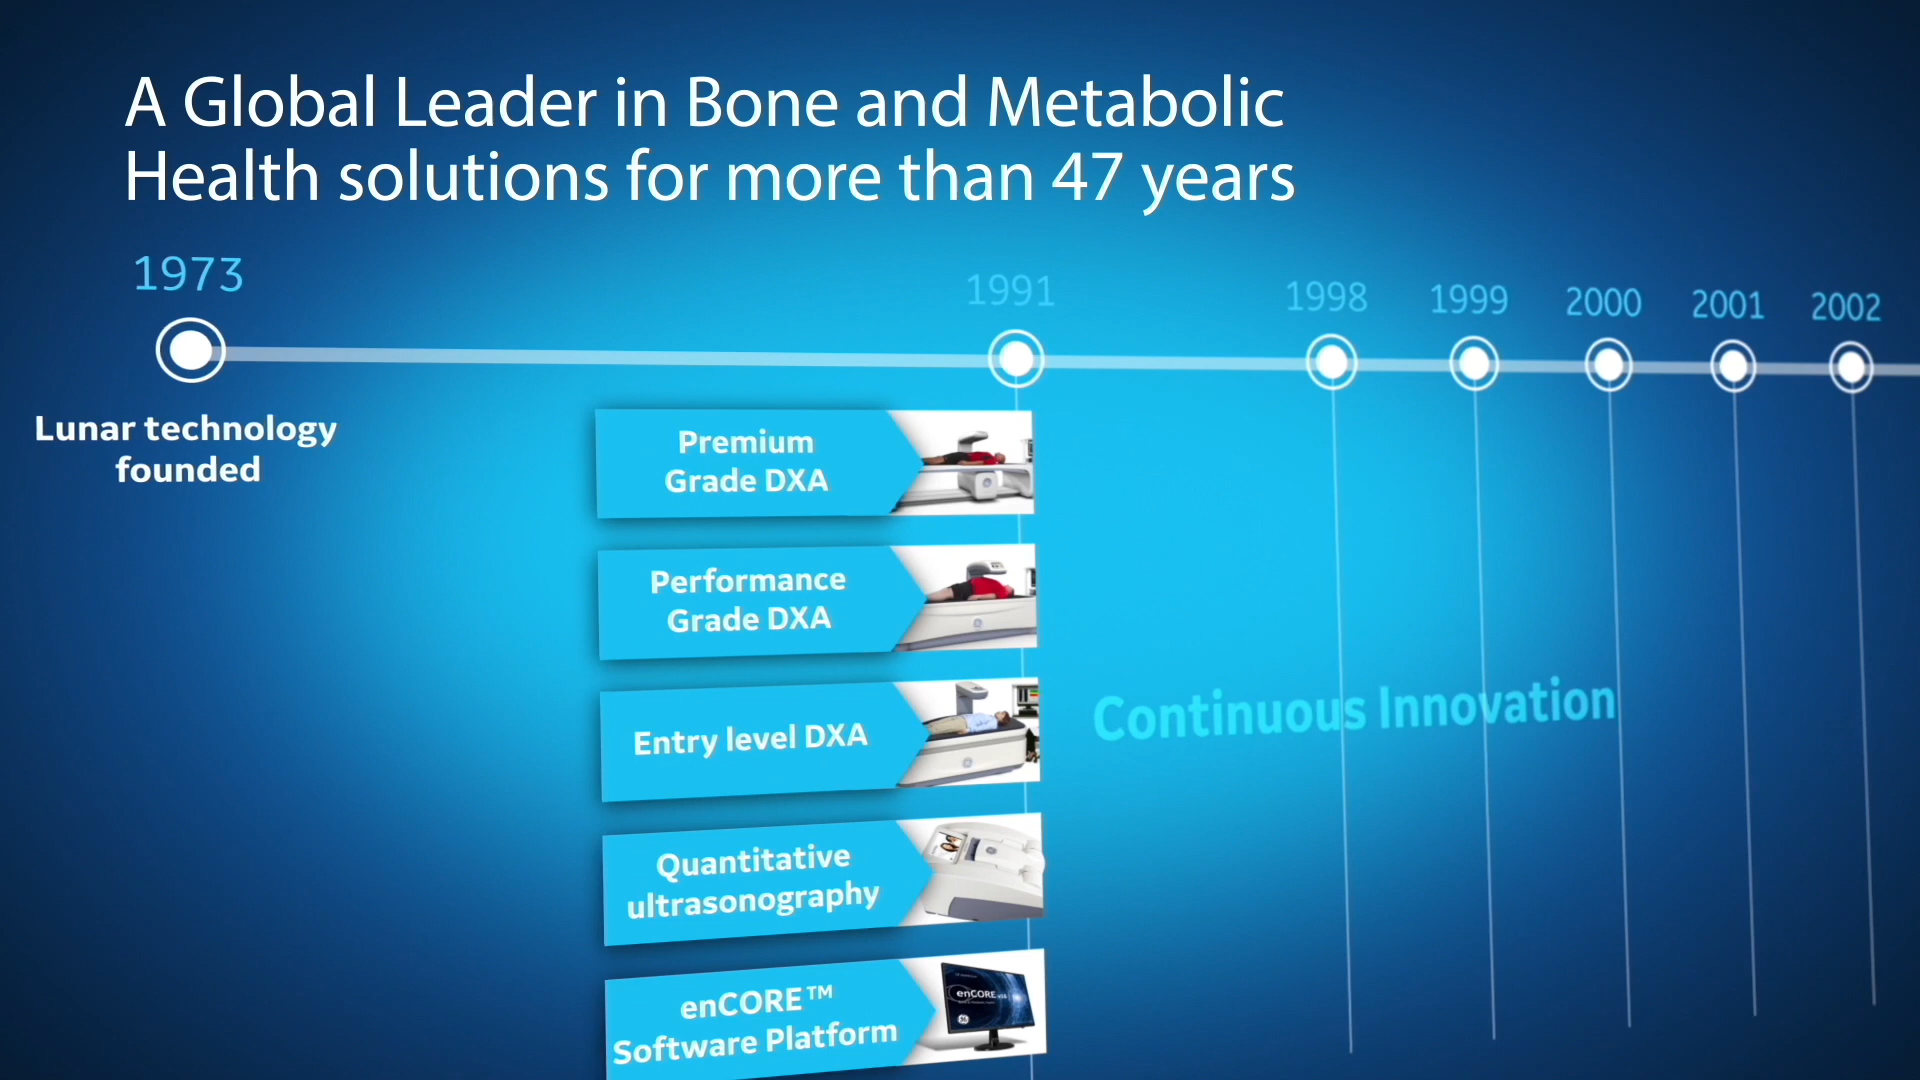 A Global Leader in Bone and Metabolic
Health solutions for more than 47 years
1973
1991
1998
1999
2000
2001
2002
Lunar technology
founded
Premium
Grade DXA
Performance
Grade DXA
Entry level DXA
Continuous Innovation
Quantitative
ultrasonography
enCORE™
Software Platform
enCORE